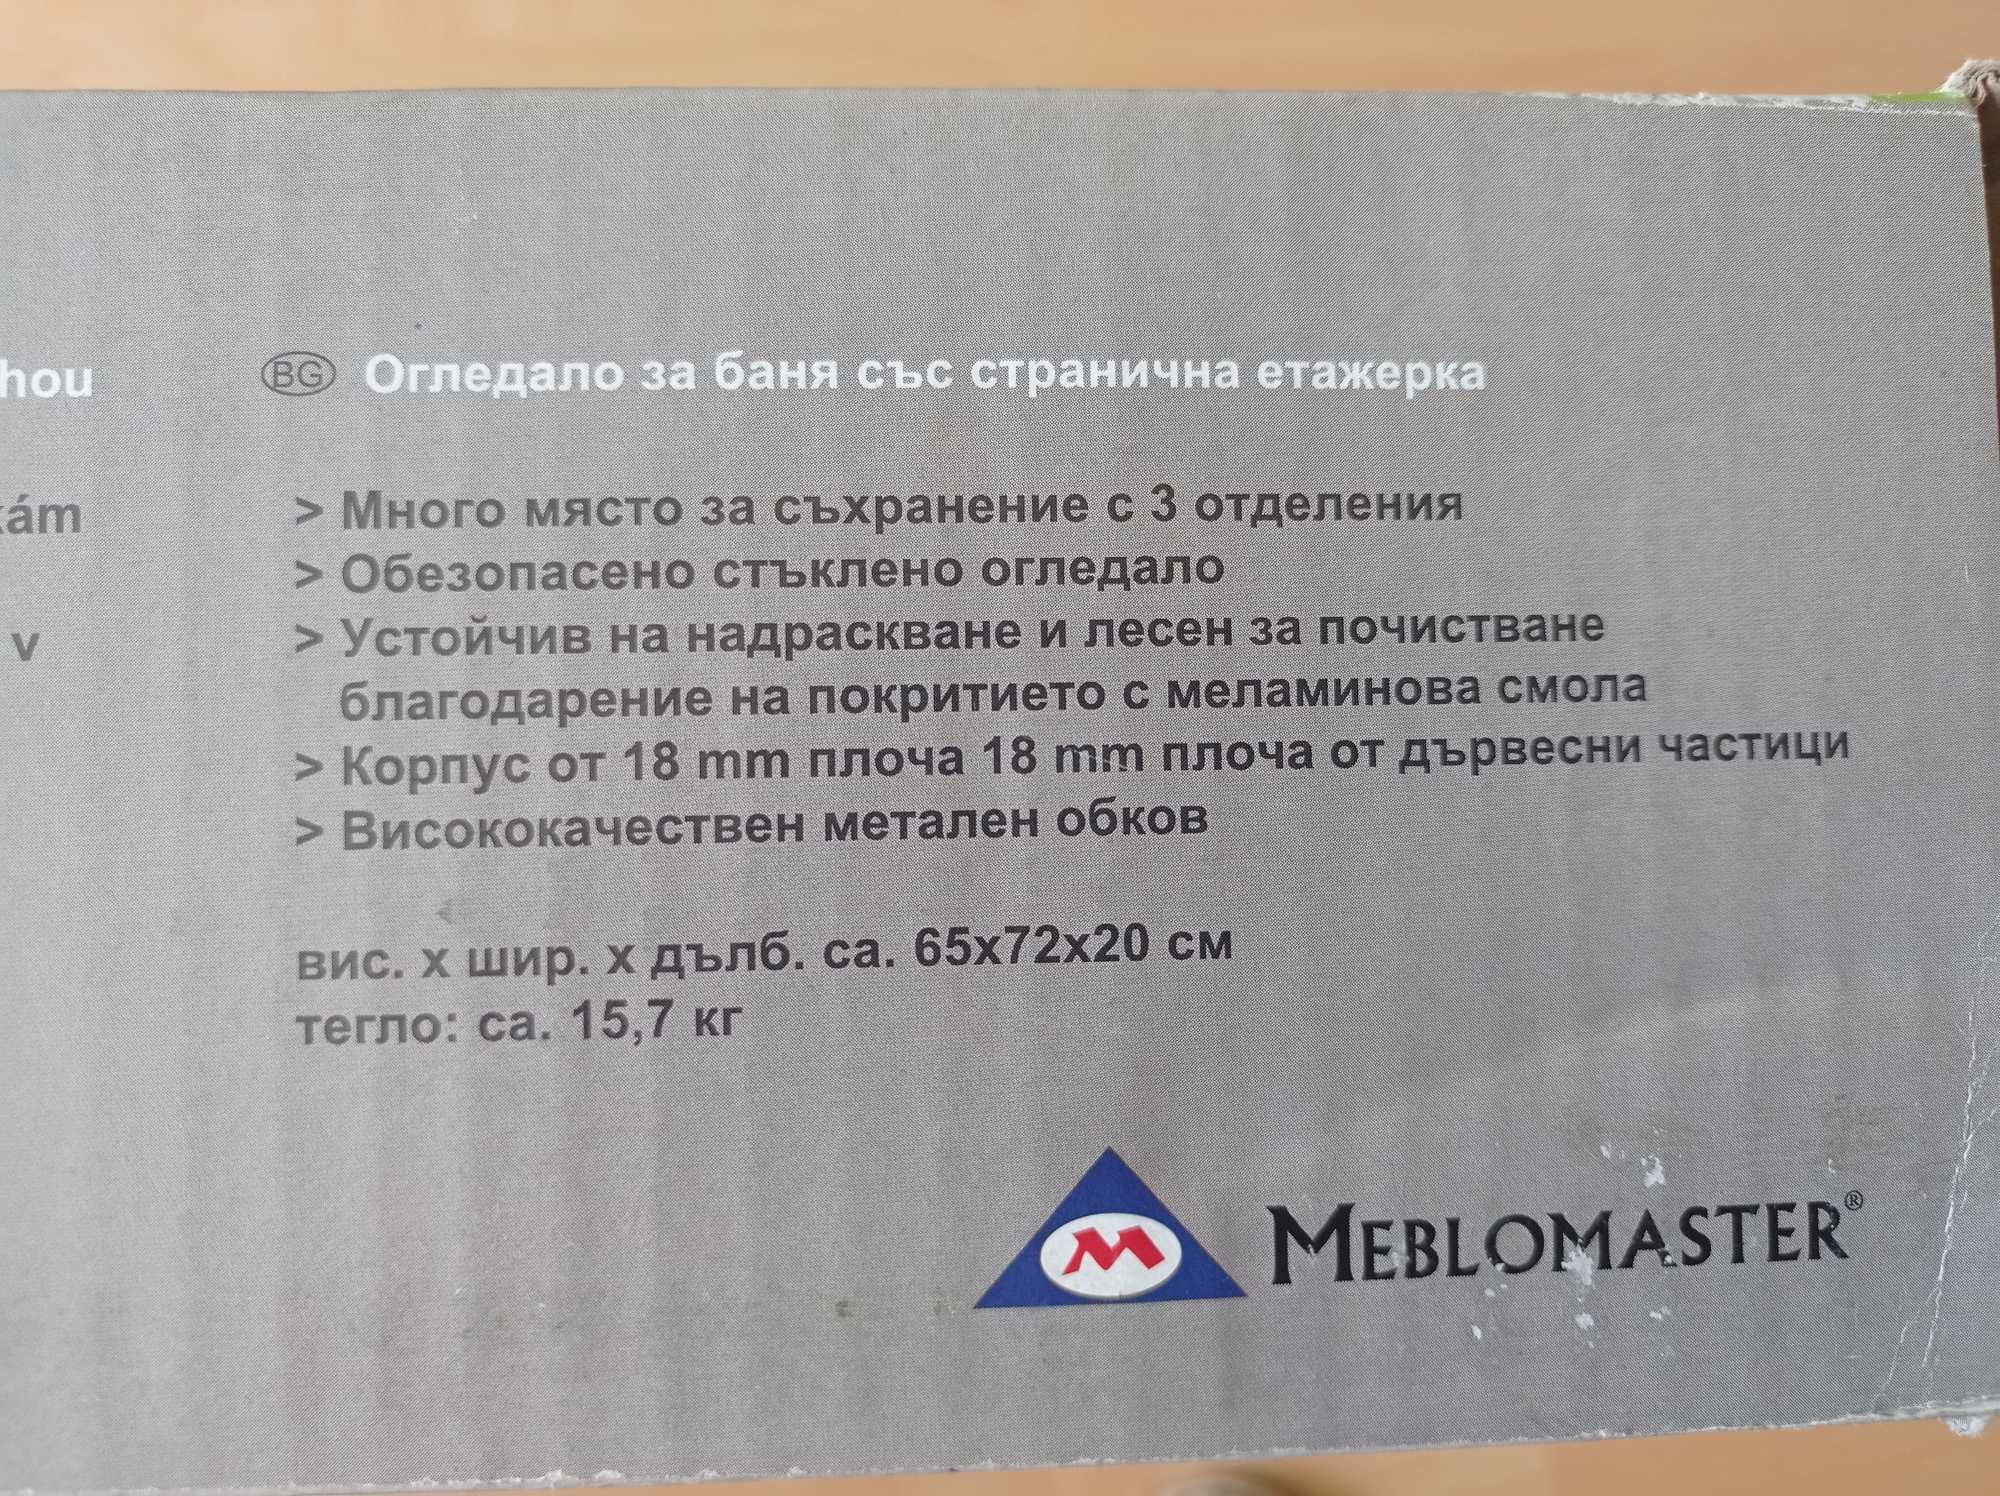 hou
ám
v
BG Огледало за баня със странична етажерка
> Много място за съхранение с 3 отделения
> Обезопасено стъклено огледало
> Устойчив на надраскване и лесен за почистване
благодарение на покритието с меламинова смола
> Корпус от 18 mm плоча 18 mm плоча от дървесни частици
> Висококачествен метален обков
вис. x шир. x дълб. ca. 65x72x20 см
тегло: ca. 15,7 кг
M MEBLOMASTER®